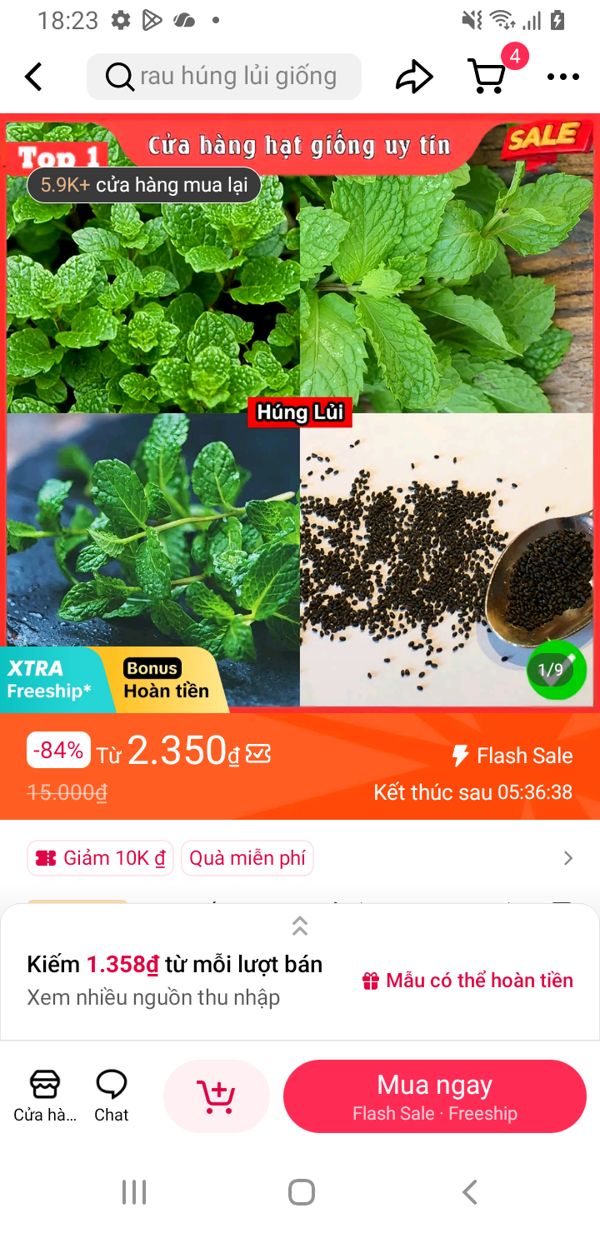 18:23
rau húng lủi giống
4
Top 1
Cửa hàng hạt giống uy tín
SALE
5.9K+ cửa hàng mua lại
Húng Lủi
XTRA
Freeship*
Bonus
Hoàn tiền
1/9
-84% Từ 2.350₫
Flash Sale
15.000₫
Kết thúc sau 05:36:38
Giảm 10K ₫
Quà miễn phí
Kiếm 1.358₫ từ mỗi lượt bán
Xem nhiều nguồn thu nhập
Mẫu có thể hoàn tiền
Cửa hà...
Chat
Mua ngay
Flash Sale · Freeship